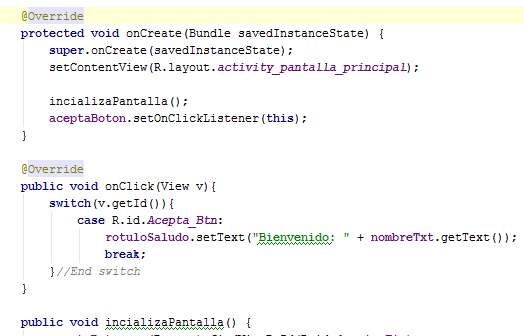 @Override
protected void onCreate(Bundle savedInstanceState) {
super.onCreate(savedInstanceState);
setContentView(R.layout.activity_pantalla_principal);
incializaPantalla();
aceptaBoton.setOnClickListener(this);
}
@Override
public void onClick(View v){
switch(v.getId()){
case R.id.Acepta_Btn:
rotuloSaludo.setText("Bienvenido: " + nombreTxt.getText());
break;
}//End switch
}
public void incializaPantalla() {